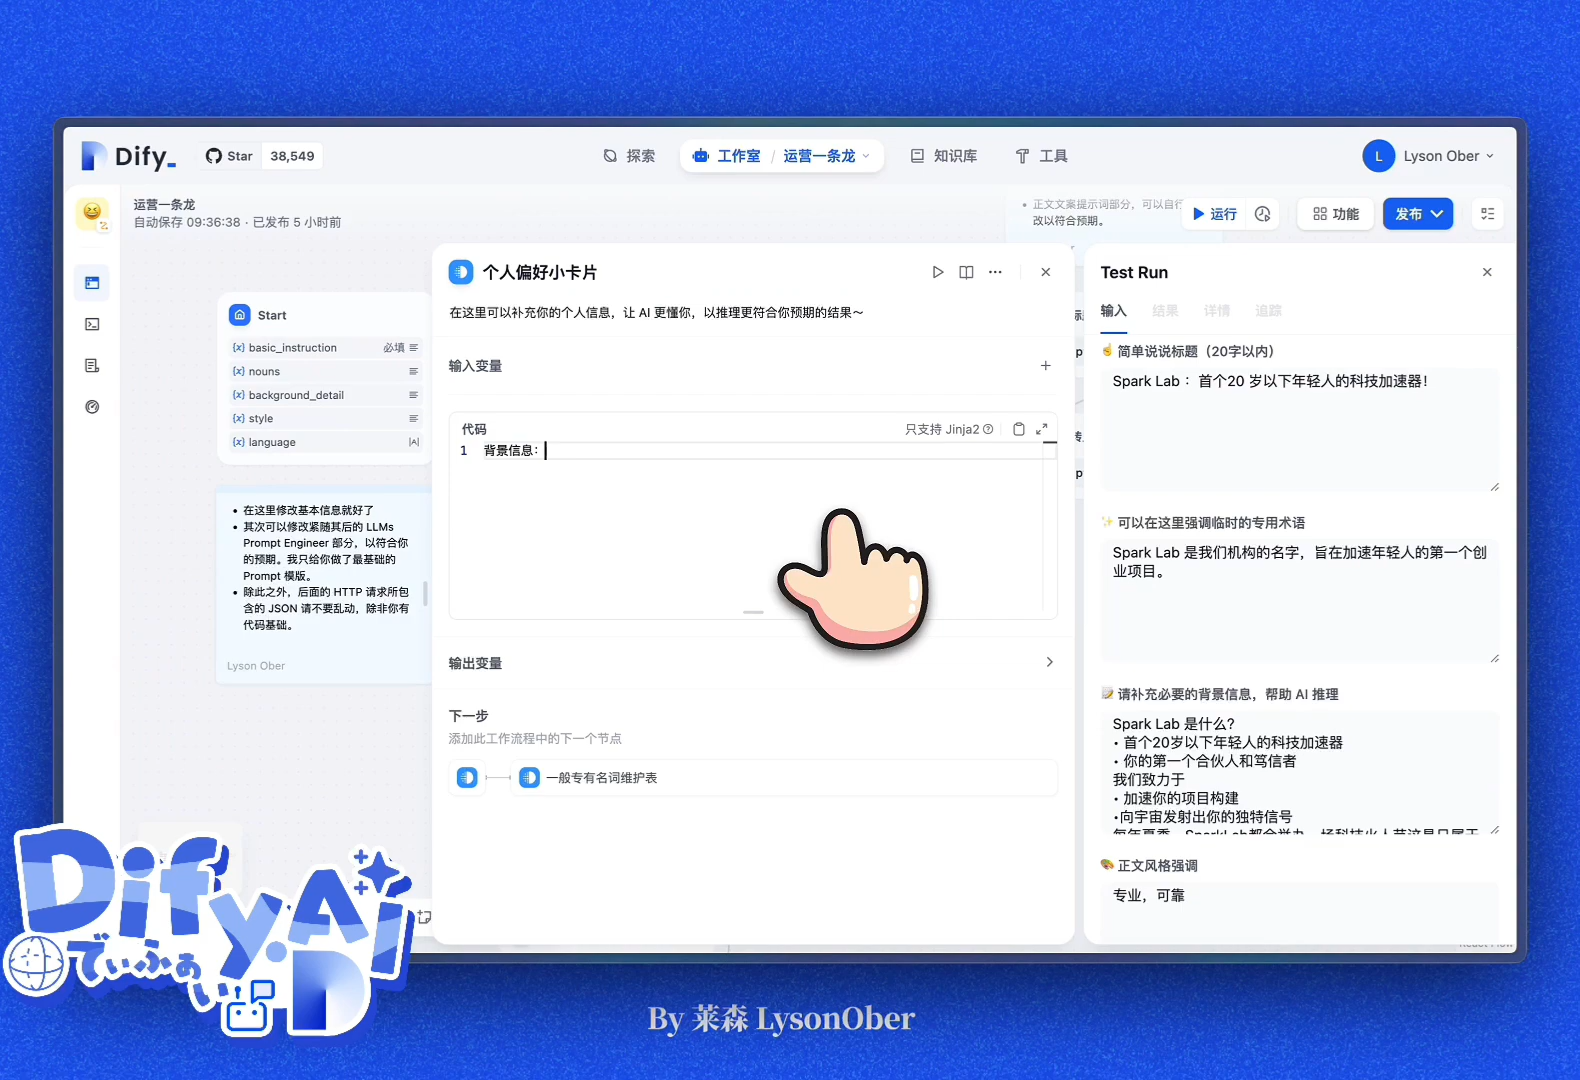 Dify_
Star 38,549
探索
工作室 / 运营一条龙
知识库
工具
L Lyson Ober
运营一条龙
自动保存 09:36:38 · 已发布 5 小时前
• 正文文案提示词部分，可以自行
改以符合预期。
运行
功能
发布
Start
{x} basic_instruction 必填
{x} nouns
{x} background_detail
{x} style
{x} language
• 在这里修改基本信息就好了
• 其次可以修改紧随其后的 LLMs
Prompt Engineer 部分，以符合你
的预期。我只给你做了最基础的
Prompt 模版。
• 除此之外，后面的 HTTP 请求所包
含的 JSON 请不要乱动，除非你有
代码基础。
Lyson Ober
个人偏好小卡片
在这里可以补充你的个人信息，让 AI 更懂你，以推理更符合你预期的结果～
输入变量
代码
只支持 Jinja2
1 背景信息：
输出变量
下一步
添加此工作流程中的下一个节点
一般专有名词维护表
Test Run
输入 结果 详情 追踪
☝️ 简单说说标题（20字以内）
Spark Lab ：首个20 岁以下年轻人的科技加速器！
✨ 可以在这里强调临时的专用术语
Spark Lab 是我们机构的名字，旨在加速年轻人的第一个创
业项目。
📝 请补充必要的背景信息，帮助 AI 推理
Spark Lab 是什么？
• 首个20岁以下年轻人的科技加速器
• 你的第一个合伙人和笃信者
我们致力于
• 加速你的项目构建
•向宇宙发射出你的独特信号
🎨 正文风格强调
专业，可靠
React Flow
Dify.Ai
でぃふぁい
D
By 莱森 LysonOber